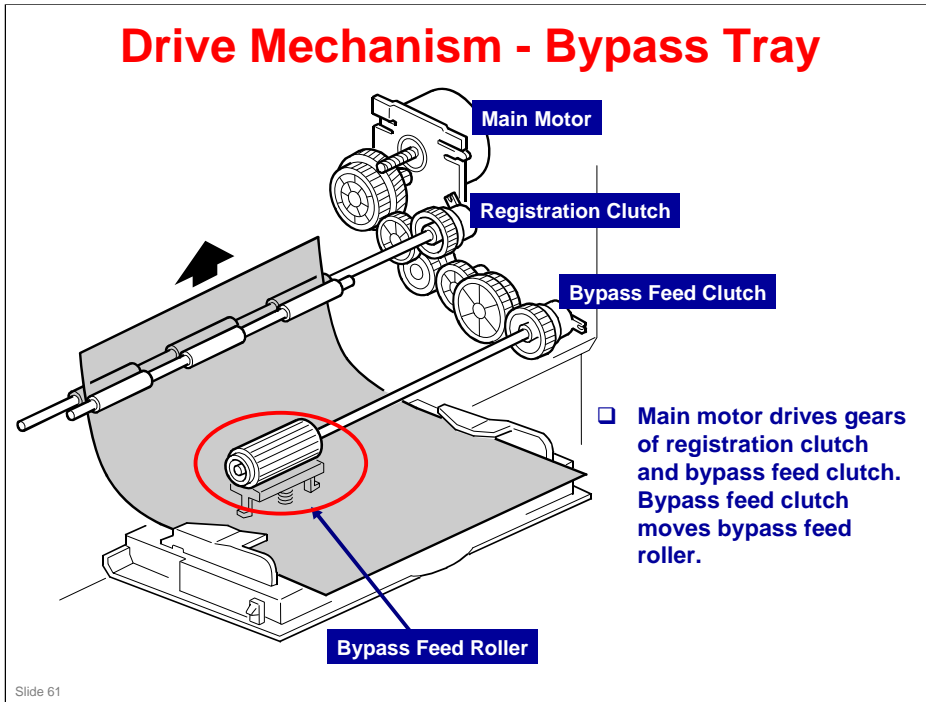 Drive Mechanism - Bypass Tray
Main Motor
Registration Clutch
Bypass Feed Clutch
❑ Main motor drives gears
of registration clutch
and bypass feed clutch.
Bypass feed clutch
moves bypass feed
roller.
Bypass Feed Roller
Slide 61